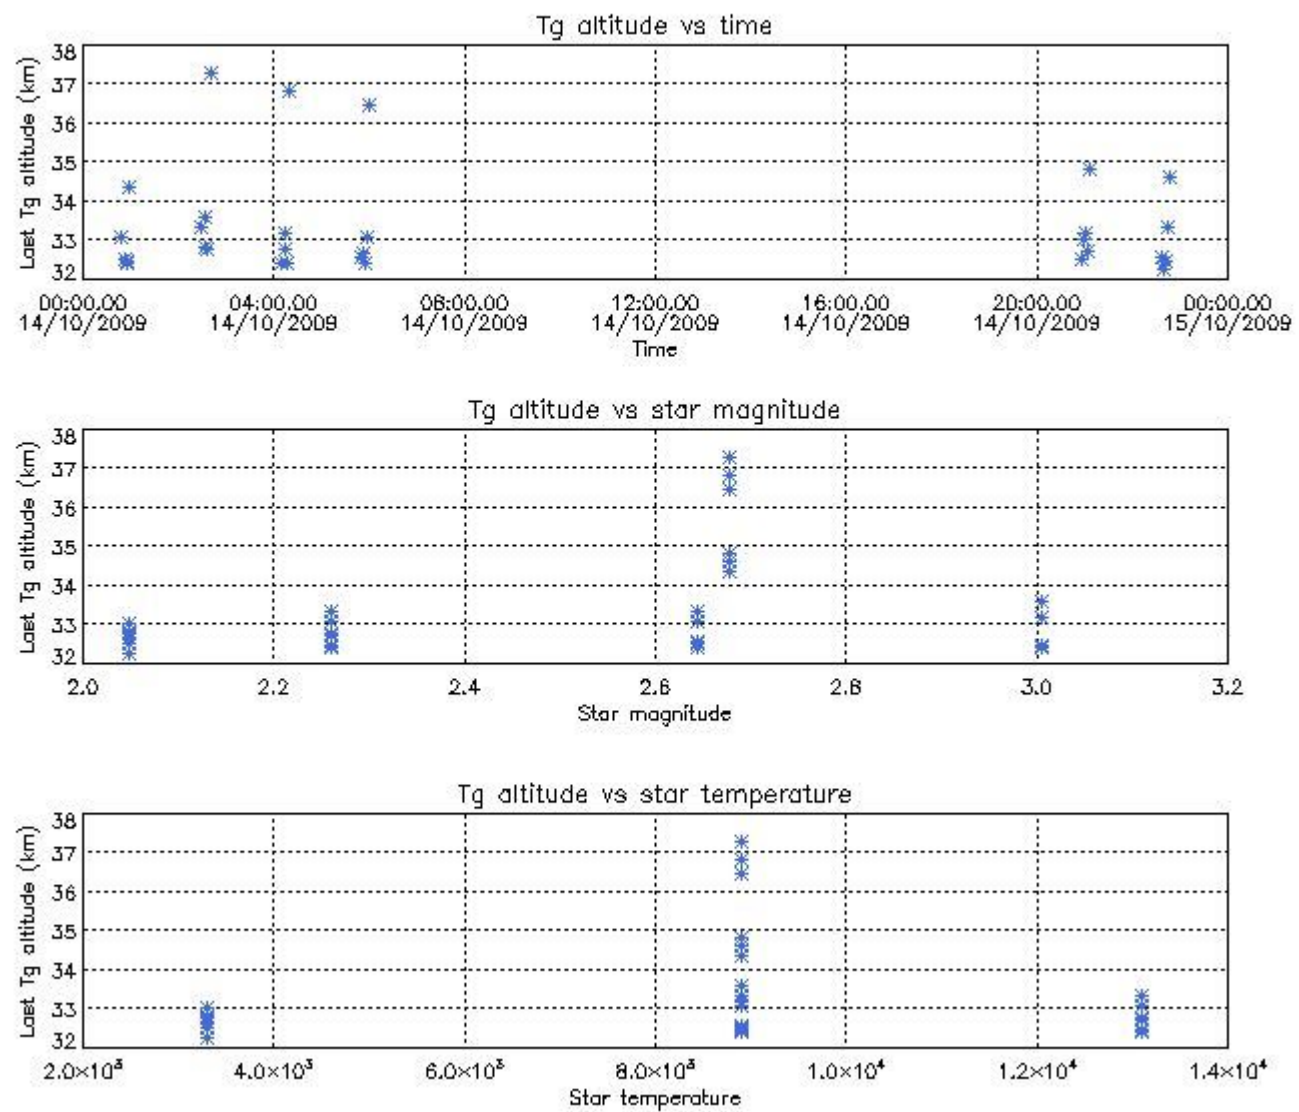 Tg altitude vs time
Last Tg altitude (km)
38
37
36
35
34
33
32
00:00.00 04:00.00 08:00.00 12:00.00 16:00.00 20:00.00 00:00.00
14/10/2009 14/10/2009 14/10/2009 14/10/2009 14/10/2009 14/10/2009 15/10/2009
Time
Tg altitude vs star magnitude
Last Tg altitude (km)
38
37
36
35
34
33
32
2.0 2.2 2.4 2.6 2.8 3.0 3.2
Star magnitude
Tg altitude vs star temperature
Last Tg altitude (km)
38
37
36
35
34
33
32
2.0×10³ 4.0×10³ 6.0×10³ 8.0×10³ 1.0×10⁴ 1.2×10⁴ 1.4×10⁴
Star temperature